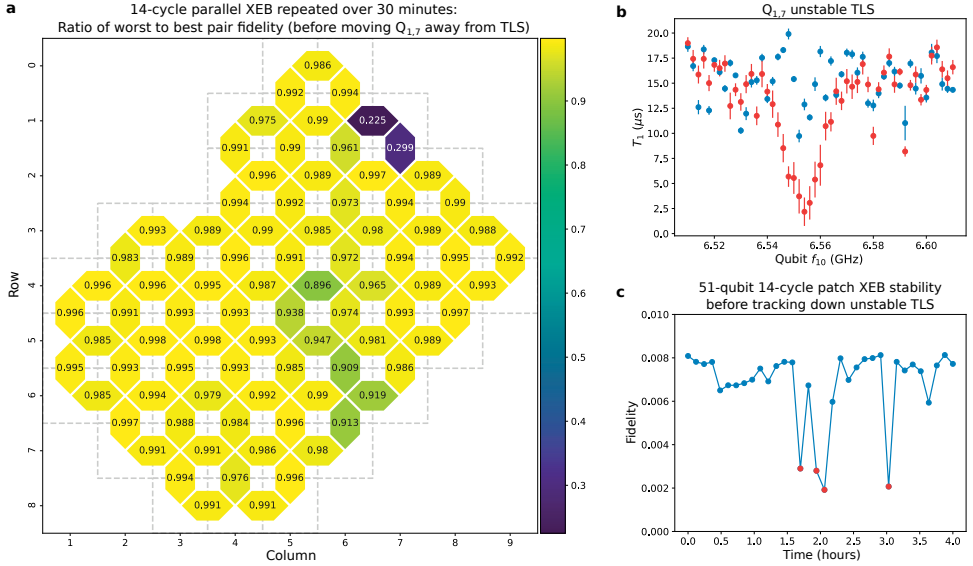 a
14-cycle parallel XEB repeated over 30 minutes:
Ratio of worst to best pair fidelity (before moving Q1,7 away from TLS)
0.986
0.992 0.994
0.975 0.99 0.225
0.991 0.99 0.961 0.299
0.996 0.989 0.997 0.989
0.994 0.992 0.973 0.994 0.99
0.993 0.989 0.99 0.985 0.98 0.989 0.988
0.983 0.989 0.996 0.991 0.972 0.994 0.995 0.992
0.996 0.996 0.995 0.987 0.896 0.965 0.989 0.993
0.996 0.991 0.993 0.993 0.938 0.974 0.993 0.997
0.985 0.998 0.998 0.993 0.947 0.981 0.989
0.995 0.993 0.995 0.993 0.985 0.909 0.986
0.985 0.994 0.979 0.992 0.99 0.919
0.997 0.988 0.984 0.996 0.913
0.991 0.991 0.986 0.98
0.994 0.976 0.996
0.991 0.991
0
1
2
3
4
5
6
7
8
Row
1 2 3 4 5 6 7 8 9
Column
0.9
0.8
0.7
0.6
0.5
0.4
0.3
b
Q1,7 unstable TLS
20.0
17.5
15.0
12.5
10.0
7.5
5.0
2.5
0.0
T1 (μs)
6.52 6.54 6.56 6.58 6.60
Qubit f10 (GHz)
c
51-qubit 14-cycle patch XEB stability
before tracking down unstable TLS
0.010
0.008
0.006
0.004
0.002
0.000
Fidelity
0.0 0.5 1.0 1.5 2.0 2.5 3.0 3.5 4.0
Time (hours)